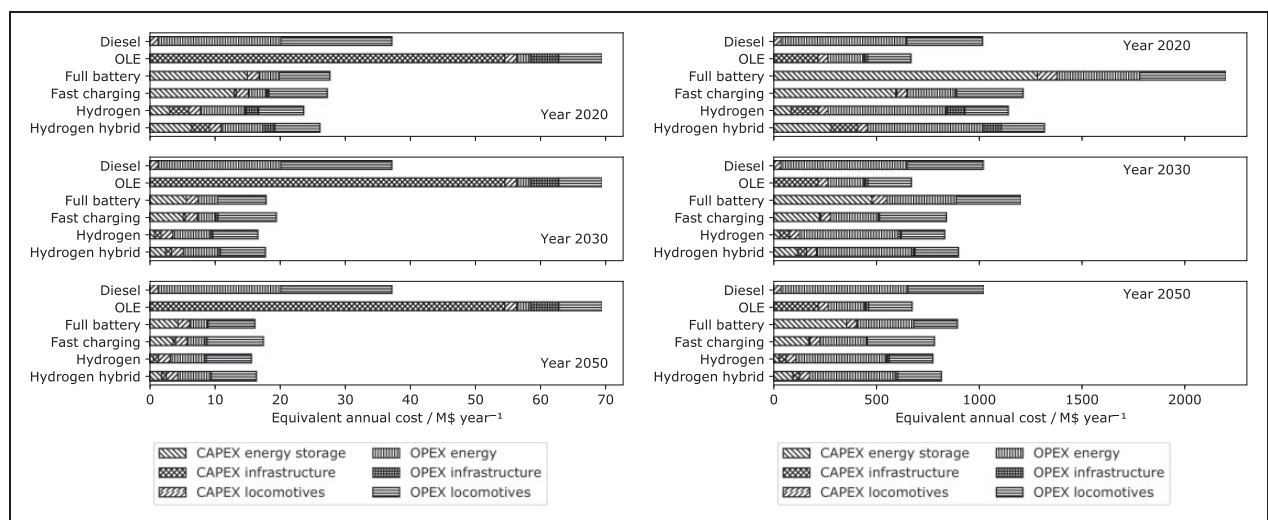 Diesel
OLE
Full battery
Fast charging
Hydrogen
Hydrogen hybrid
Year 2020
Diesel
OLE
Full battery
Fast charging
Hydrogen
Hydrogen hybrid
Year 2030
Diesel
OLE
Full battery
Fast charging
Hydrogen
Hydrogen hybrid
Year 2050
0 10 20 30 40 50 60 70
Equivalent annual cost / M$ year⁻¹
CAPEX energy storage
CAPEX infrastructure
CAPEX locomotives
OPEX energy
OPEX infrastructure
OPEX locomotives
Diesel
OLE
Full battery
Fast charging
Hydrogen
Hydrogen hybrid
Year 2020
Diesel
OLE
Full battery
Fast charging
Hydrogen
Hydrogen hybrid
Year 2030
Diesel
OLE
Full battery
Fast charging
Hydrogen
Hydrogen hybrid
Year 2050
0 500 1000 1500 2000
Equivalent annual cost / M$ year⁻¹
CAPEX energy storage
CAPEX infrastructure
CAPEX locomotives
OPEX energy
OPEX infrastructure
OPEX locomotives